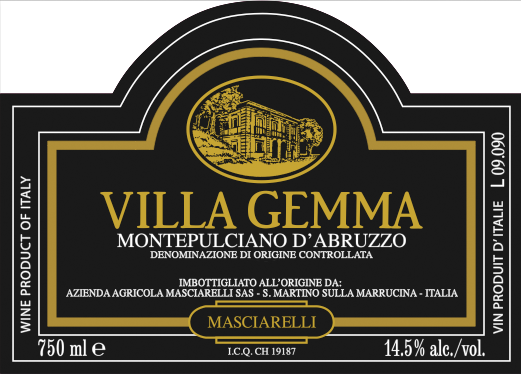 VILLA GEMMA
MONTEPULCIANO D'ABRUZZO
DENOMINAZIONE DI ORIGINE CONTROLLATA
IMBOTTIGLIATO ALL'ORIGINE DA:
AZIENDA AGRICOLA MASCIARELLI SAS - S. MARTINO SULLA MARRUCINA - ITALIA
MASCIARELLI
750 ml e
I.C.Q. CH 19187
14.5% alc./vol.
WINE PRODUCT OF ITALY
VIN PRODUIT D'ITALIE L 09.090